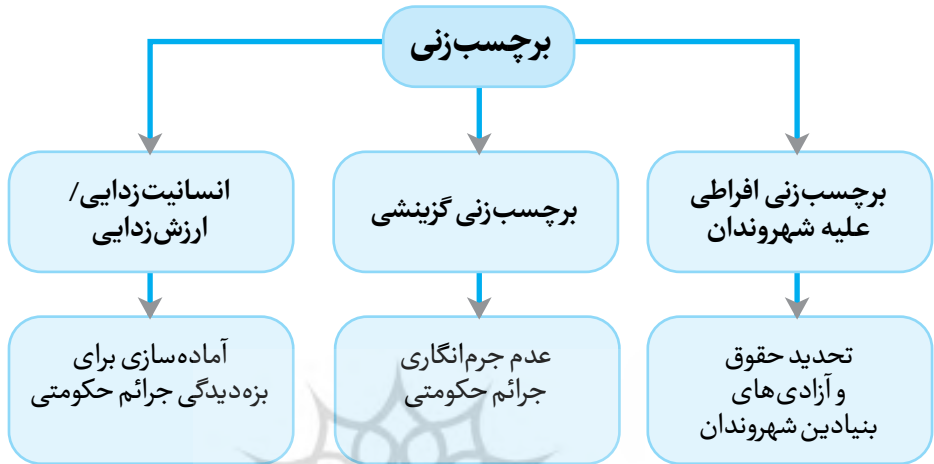 برچسب‌زنی
برچسب‌زنی افراطی
علیه شهروندان
برچسب‌زنی گزینشی
انسانیت‌زدایی/
ارزش‌زدایی
تحدید حقوق
و آزادی‌های
بنیادین شهروندان
عدم جرم‌انگاری
جرائم حکومتی
آماده‌سازی برای
بزه‌دیدگی جرائم حکومتی